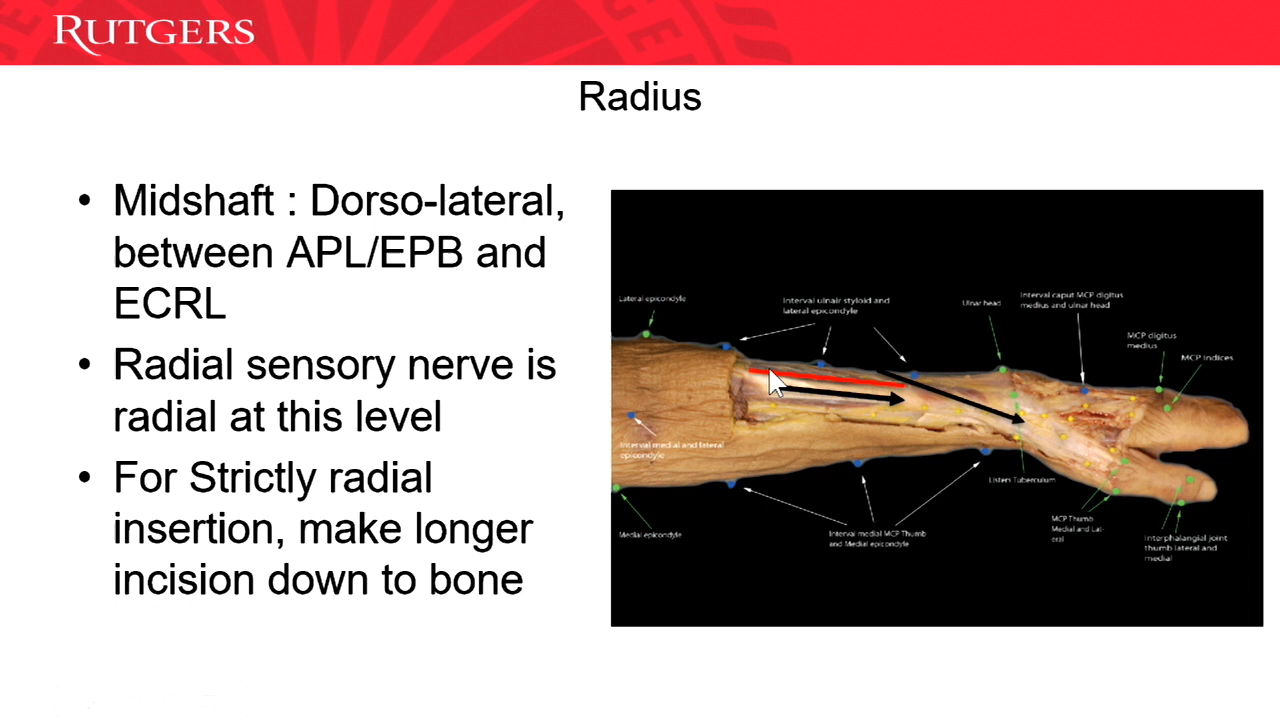 RUTGERS
Radius
• Midshaft : Dorso-lateral,
between APL/EPB and
ECRL
• Radial sensory nerve is
radial at this level
• For Strictly radial
insertion, make longer
incision down to bone
Lateral epicondyle
Interval ulnair styloid and
lateral epicondyle
Ulnar head
Interval caput MCP digitus
medius and ulnar head
MCP digitus
medius
MCP Indices
Interval medial and lateral
epicondyle
Medial epicondyle
Interval medial MCP Thumb
and Medial epicondyle
Listen Tuberculum
MCP Thumb
Medial and Lat-
eral
Interphalangial joint
thumb lateral and
medial